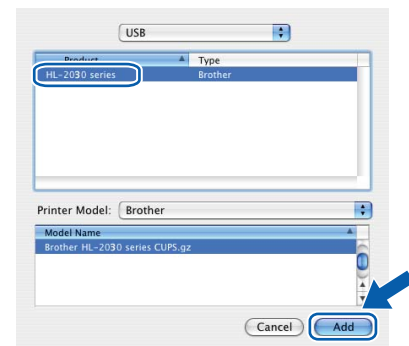 USB
Product Type
HL-2030 series Brother
Printer Model: Brother
Model Name
Brother HL-2030 series CUPS.gz
Cancel Add